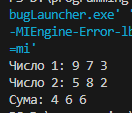 bugLauncher.exe' '
-MIEngine-Error-lb
=mi'
Число 1: 9 7 3
Число 2: 5 8 2
Сума: 4 6 6